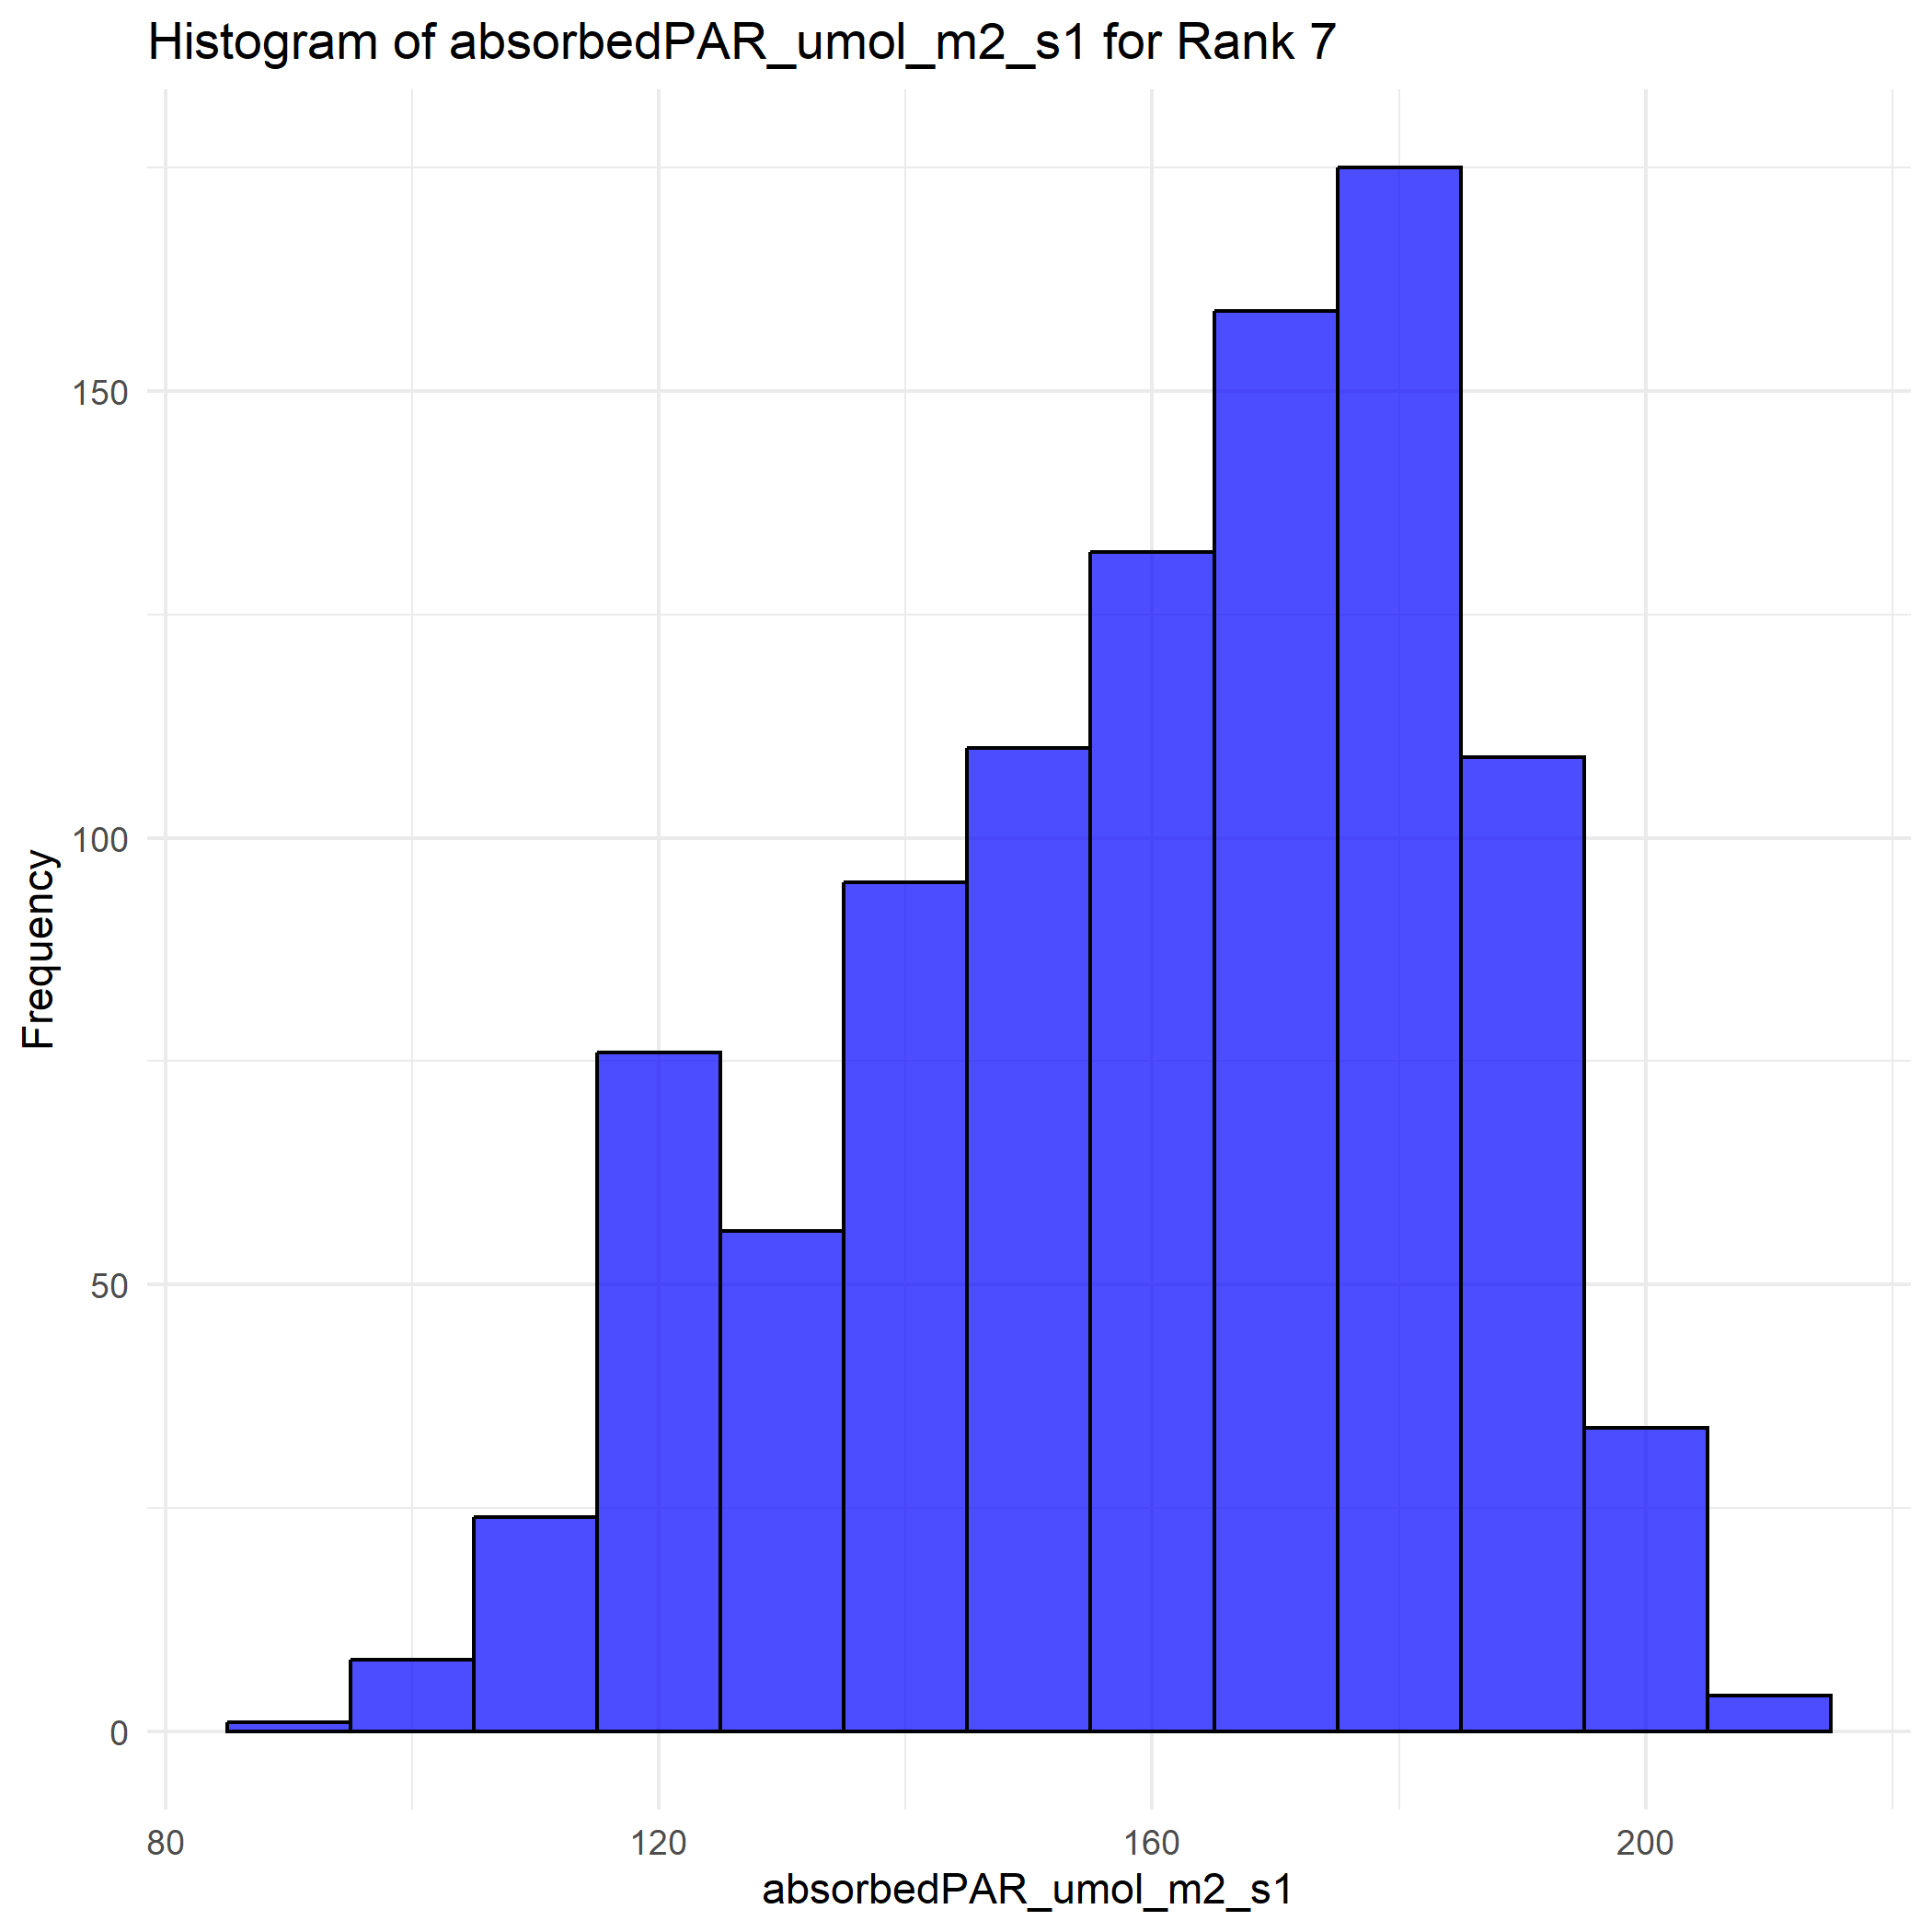 Histogram of absorbedPAR_umol_m2_s1 for Rank 7
Frequency
150
100
50
0
80 120 160 200
absorbedPAR_umol_m2_s1